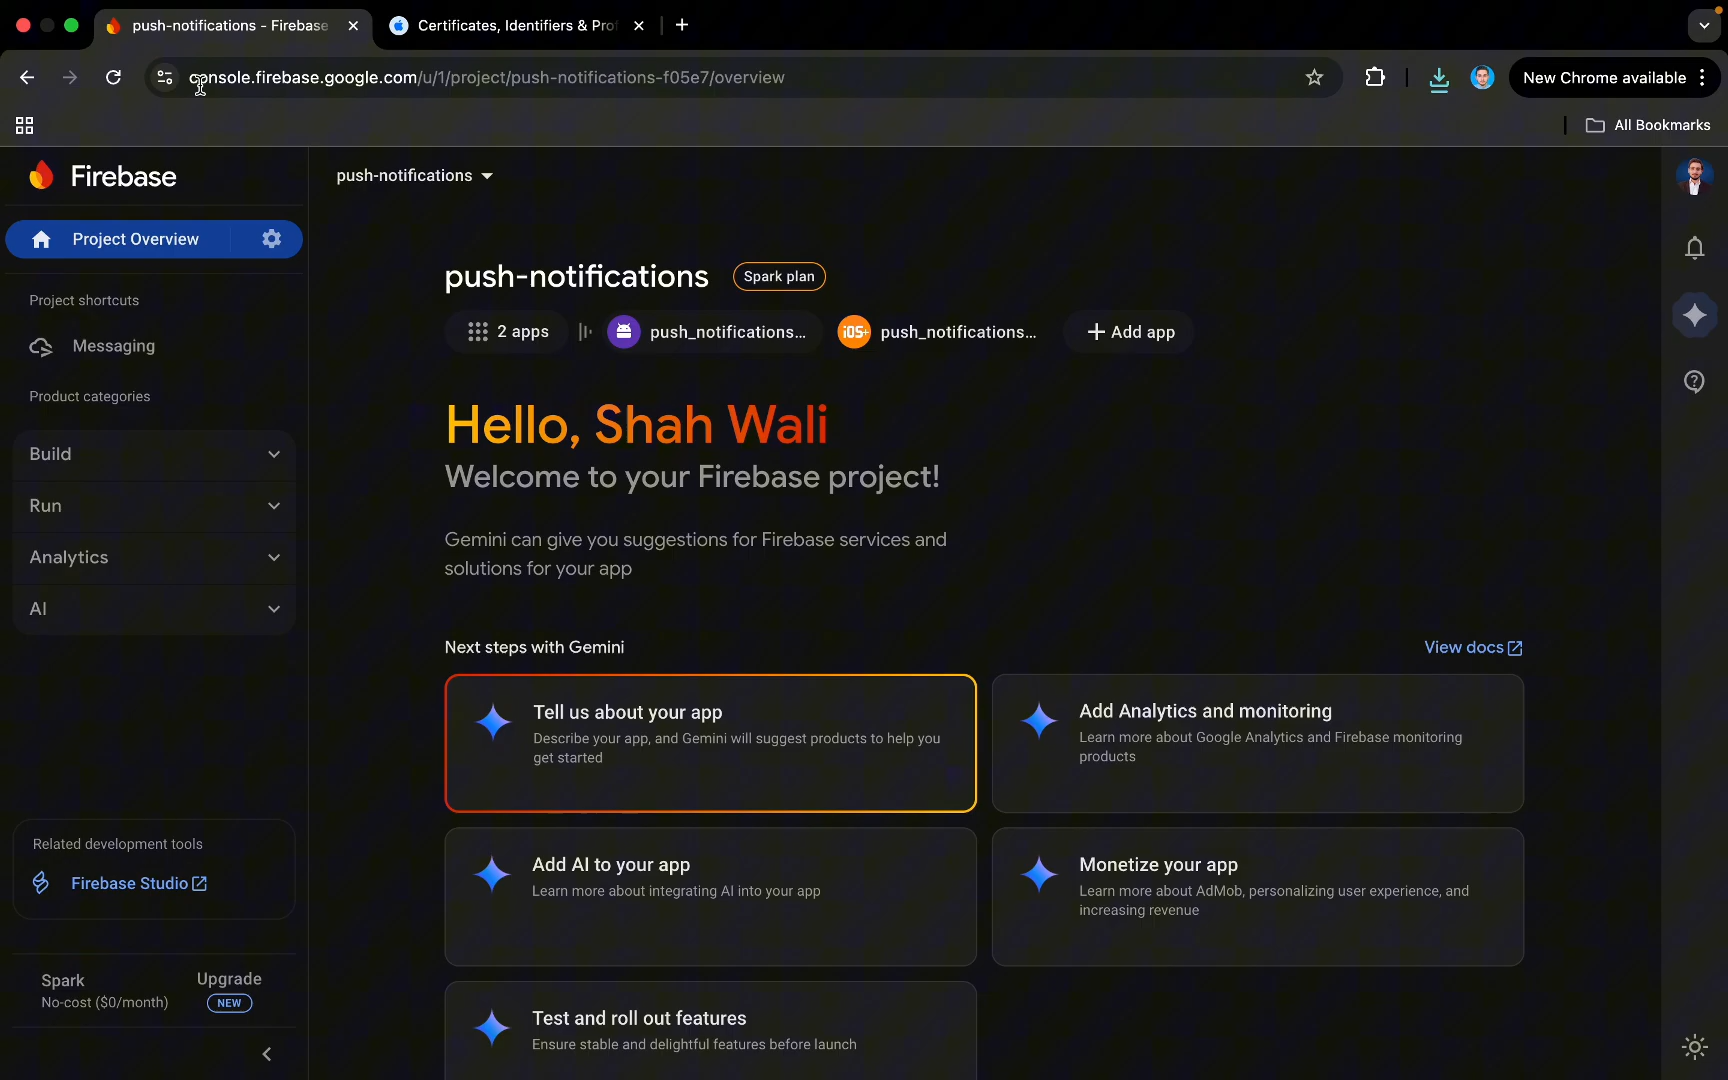 push-notifications - Firebase
Certificates, Identifiers & Prof
console.firebase.google.com/u/1/project/push-notifications-f05e7/overview
New Chrome available
All Bookmarks
Firebase
push-notifications
Project Overview
push-notifications
Spark plan
Project shortcuts
2 apps
push_notifications...
iOS+
push_notifications...
Add app
Messaging
Product categories
Hello, Shah Wali
Build
Welcome to your Firebase project!
Run
Gemini can give you suggestions for Firebase services and
solutions for your app
Analytics
AI
Next steps with Gemini
View docs
Tell us about your app
Describe your app, and Gemini will suggest products to help you
get started
Add Analytics and monitoring
Learn more about Google Analytics and Firebase monitoring
products
Related development tools
Firebase Studio
Add AI to your app
Learn more about integrating AI into your app
Monetize your app
Learn more about AdMob, personalizing user experience, and
increasing revenue
Spark
No-cost ($0/month)
Upgrade
NEW
Test and roll out features
Ensure stable and delightful features before launch